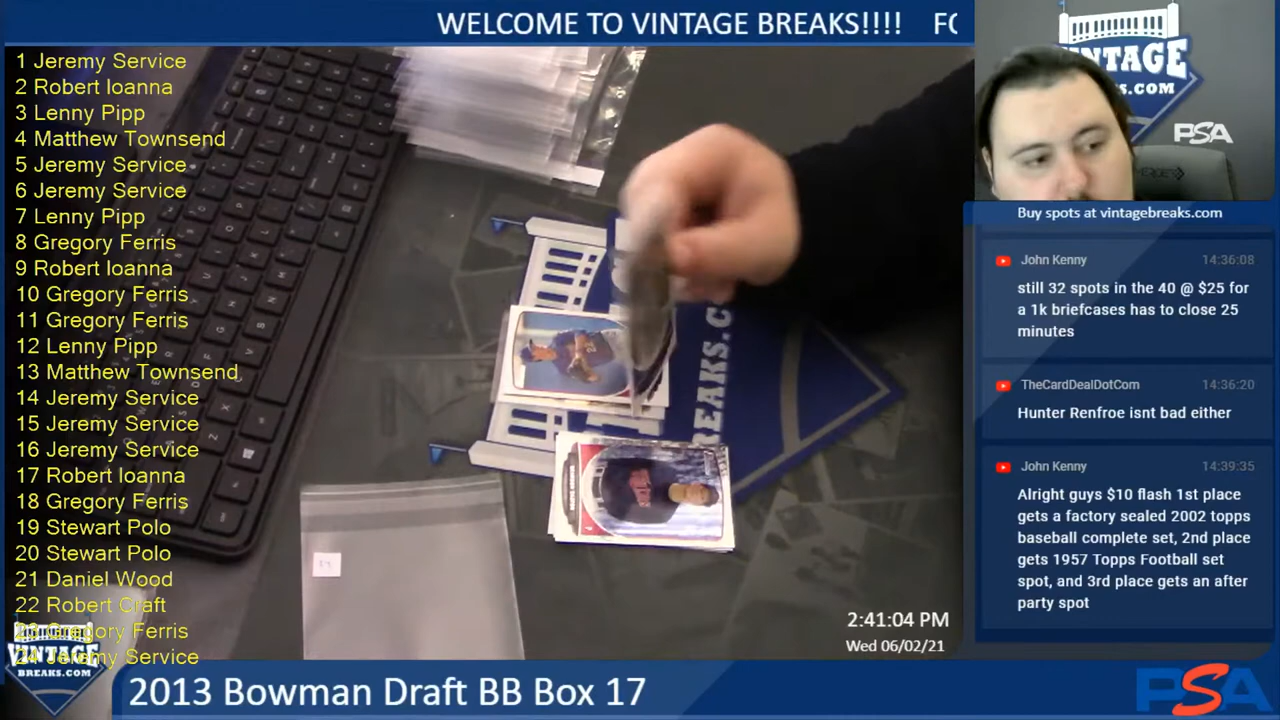 WELCOME TO VINTAGE BREAKS!!!!
1 Jeremy Service
2 Robert Ioanna
3 Lenny Pipp
4 Matthew Townsend
5 Jeremy Service
6 Jeremy Service
7 Lenny Pipp
8 Gregory Ferris
9 Robert Ioanna
10 Gregory Ferris
11 Gregory Ferris
12 Lenny Pipp
13 Matthew Townsend
14 Jeremy Service
15 Jeremy Service
16 Jeremy Service
17 Robert Ioanna
18 Gregory Ferris
19 Stewart Polo
20 Stewart Polo
21 Daniel Wood
22 Robert Craft
23 Gregory Ferris
24 Jeremy Service
VINTAGE
BREAKS.COM
BREAKS.C
2:41:04 PM
Wed 06/02/21
2013 Bowman Draft BB Box 17
PSA
Buy spots at vintagebreaks.com
John Kenny 14:36:08
still 32 spots in the 40 @ $25 for
a 1k briefcases has to close 25
minutes
TheCardDealDotCom 14:36:20
Hunter Renfroe isnt bad either
John Kenny 14:39:35
Alright guys $10 flash 1st place
gets a factory sealed 2002 topps
baseball complete set, 2nd place
gets 1957 Topps Football set
spot, and 3rd place gets an after
party spot
PSA